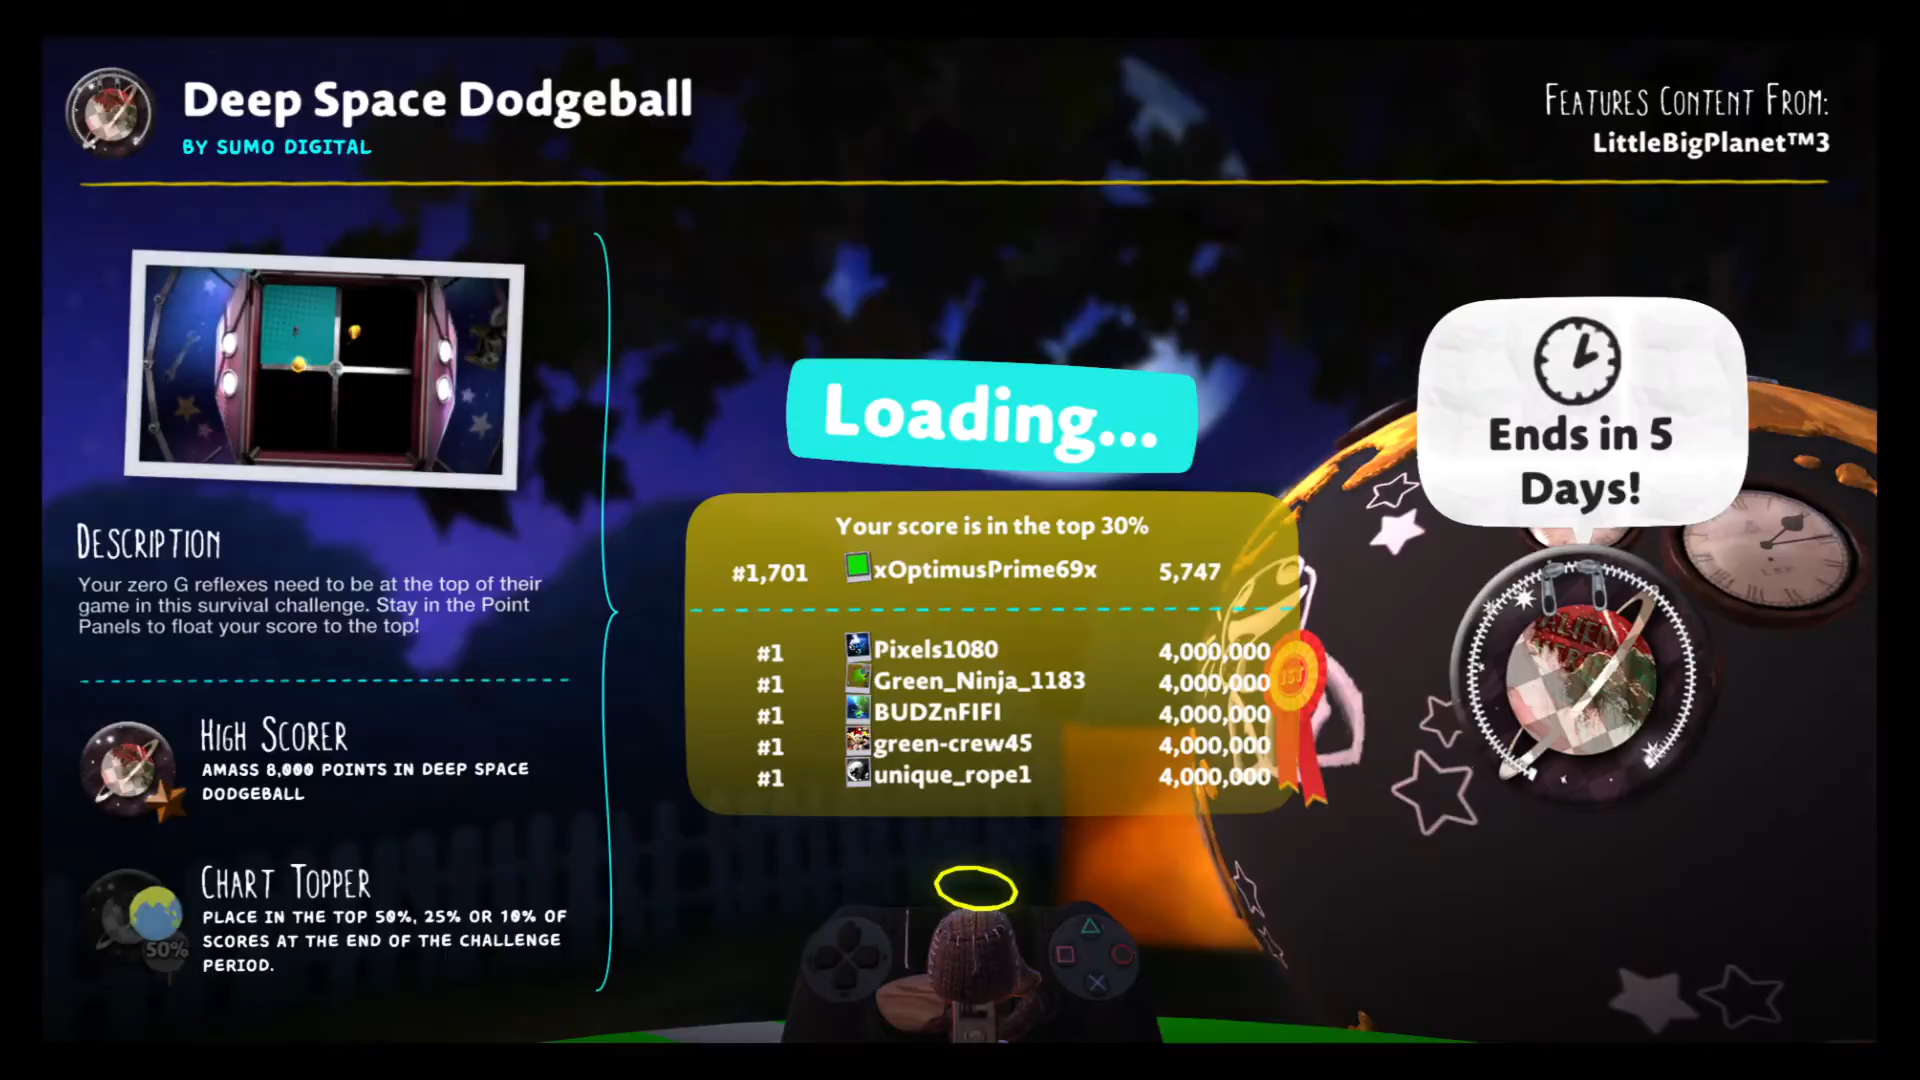 Deep Space Dodgeball
BY SUMO DIGITAL
FEATURES CONTENT FROM:
LittleBigPlanet™3
Loading...
Ends in 5
Days!
Your score is in the top 30%
#1,701 xOptimusPrime69x 5,747
#1 Pixels1080 4,000,000
#1 Green_Ninja_1183 4,000,000
#1 BUDZnFIFI 4,000,000
#1 green-crew45 4,000,000
#1 unique_rope1 4,000,000
1ST
DESCRIPTION
Your zero G reflexes need to be at the top of their
game in this survival challenge. Stay in the Point
Panels to float your score to the top!
HIGH SCORER
AMASS 8,000 POINTS IN DEEP SPACE
DODGEBALL
CHART TOPPER
PLACE IN THE TOP 50%, 25% OR 10% OF
SCORES AT THE END OF THE CHALLENGE
PERIOD.
50%